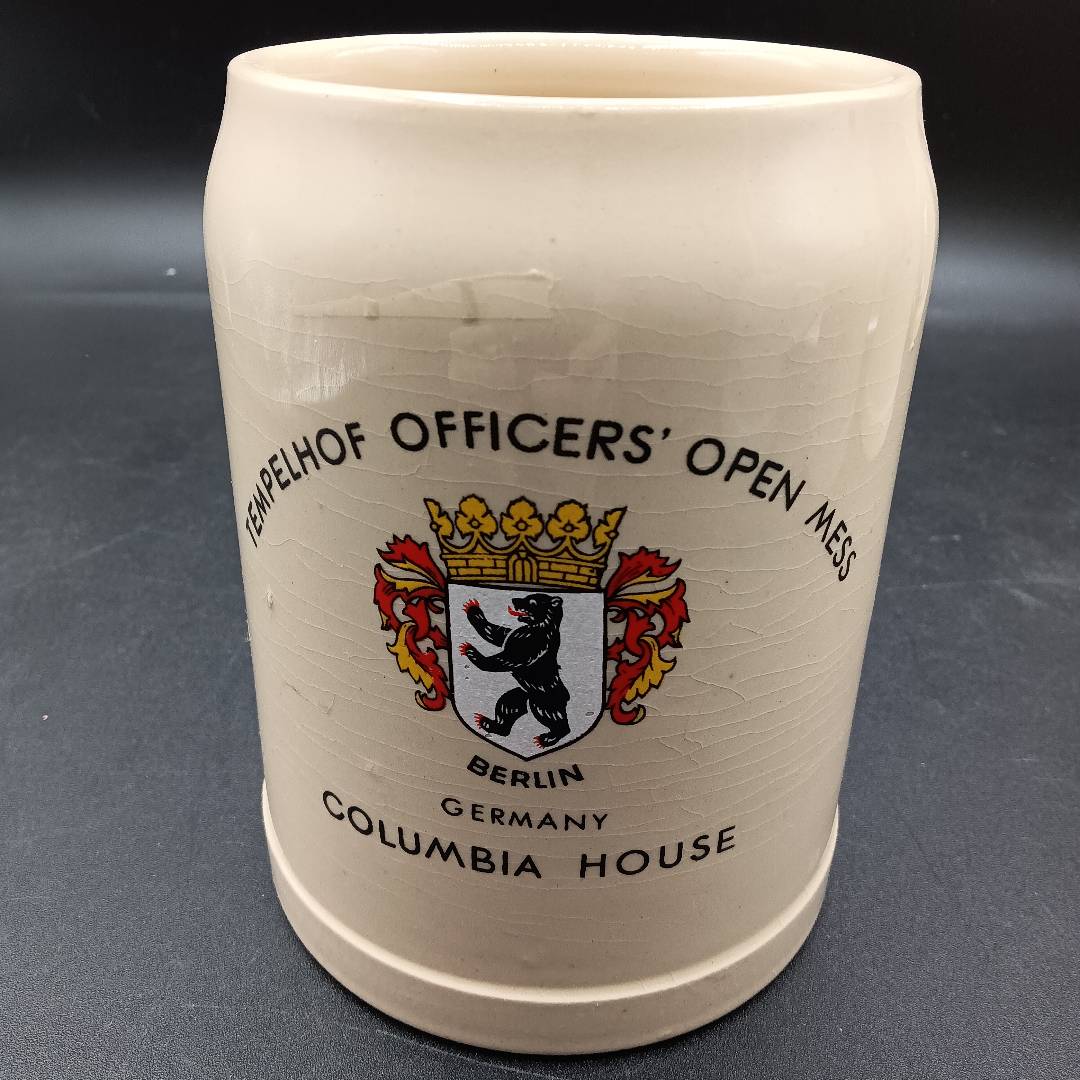 TEMPELHOF OFFICERS' OPEN MESS
BERLIN
GERMANY
COLUMBIA HOUSE